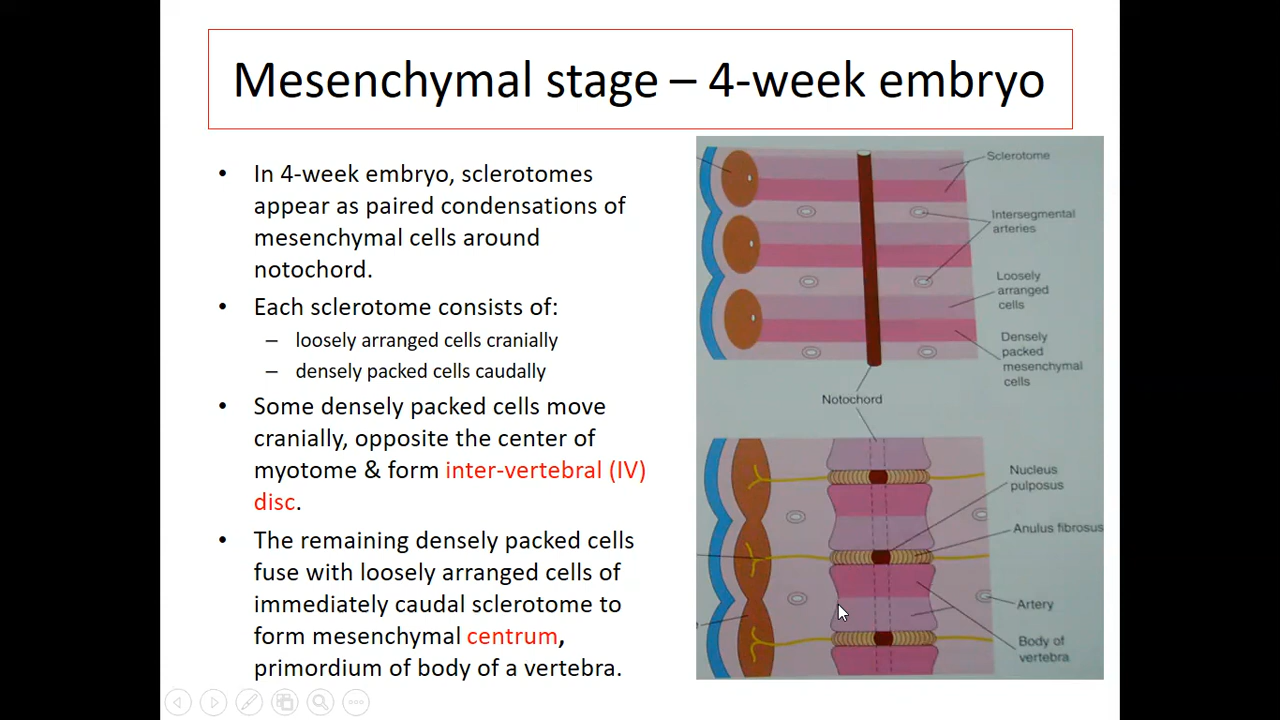 Mesenchymal stage – 4-week embryo
• In 4-week embryo, sclerotomes
appear as paired condensations of
mesenchymal cells around
notochord.
• Each sclerotome consists of:
– loosely arranged cells cranially
– densely packed cells caudally
• Some densely packed cells move
cranially, opposite the center of
myotome & form inter-vertebral (IV)
disc.
• The remaining densely packed cells
fuse with loosely arranged cells of
immediately caudal sclerotome to
form mesenchymal centrum,
primordium of body of a vertebra.
Sclerotome
Intersegmental
arteries
Loosely
arranged
cells
Densely
packed
mesenchymal
cells
Notochord
Nucleus
pulposus
Anulus fibrosus
Artery
Body of
vertebra